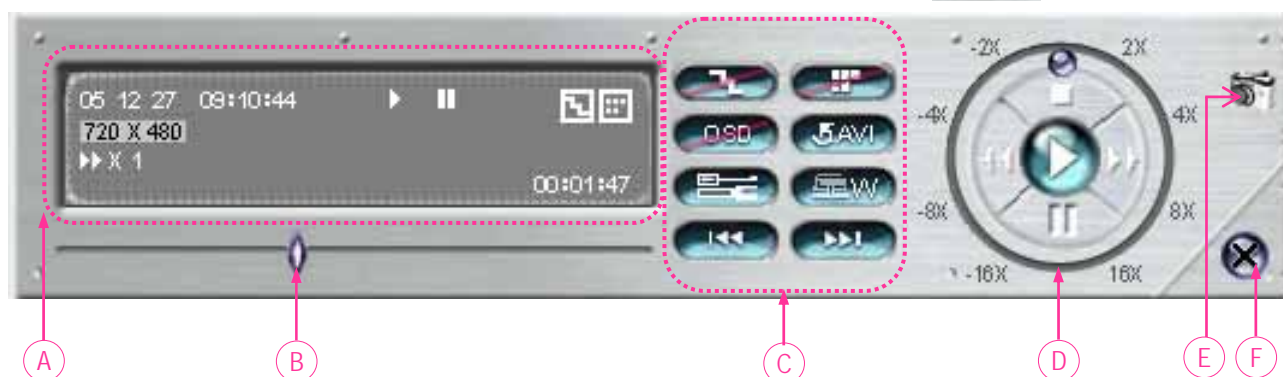 05 12 27 09:10:44
720 X 480
X 1
00:01:47
OSD
AVI
W
-2X 2X
-4X 4X
-8X 8X
-16X 16X
A B C D E F